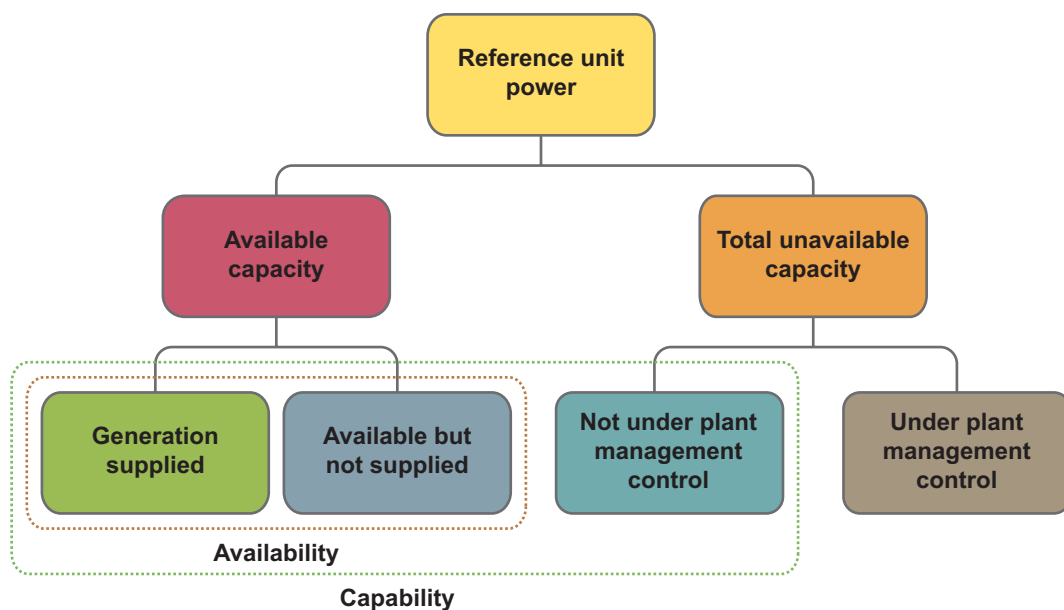 Reference unit
power
Available
capacity
Total unavailable
capacity
Generation
supplied
Available but
not supplied
Not under plant
management
control
Under plant
management
control
Availability
Capability